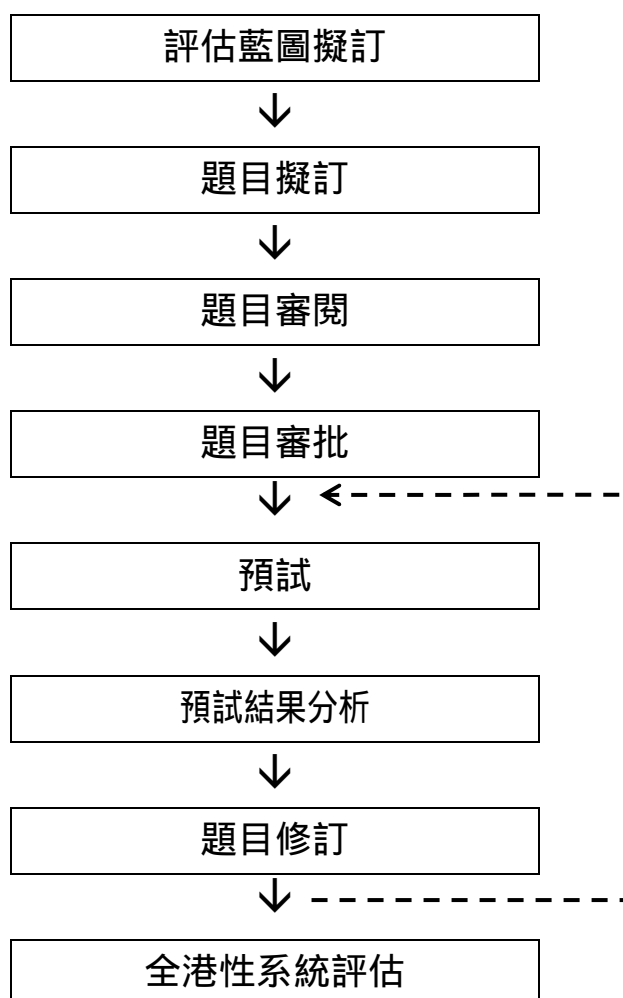 評估藍圖擬訂
題目擬訂
題目審閱
題目審批
預試
預試結果分析
題目修訂
全港性系統評估